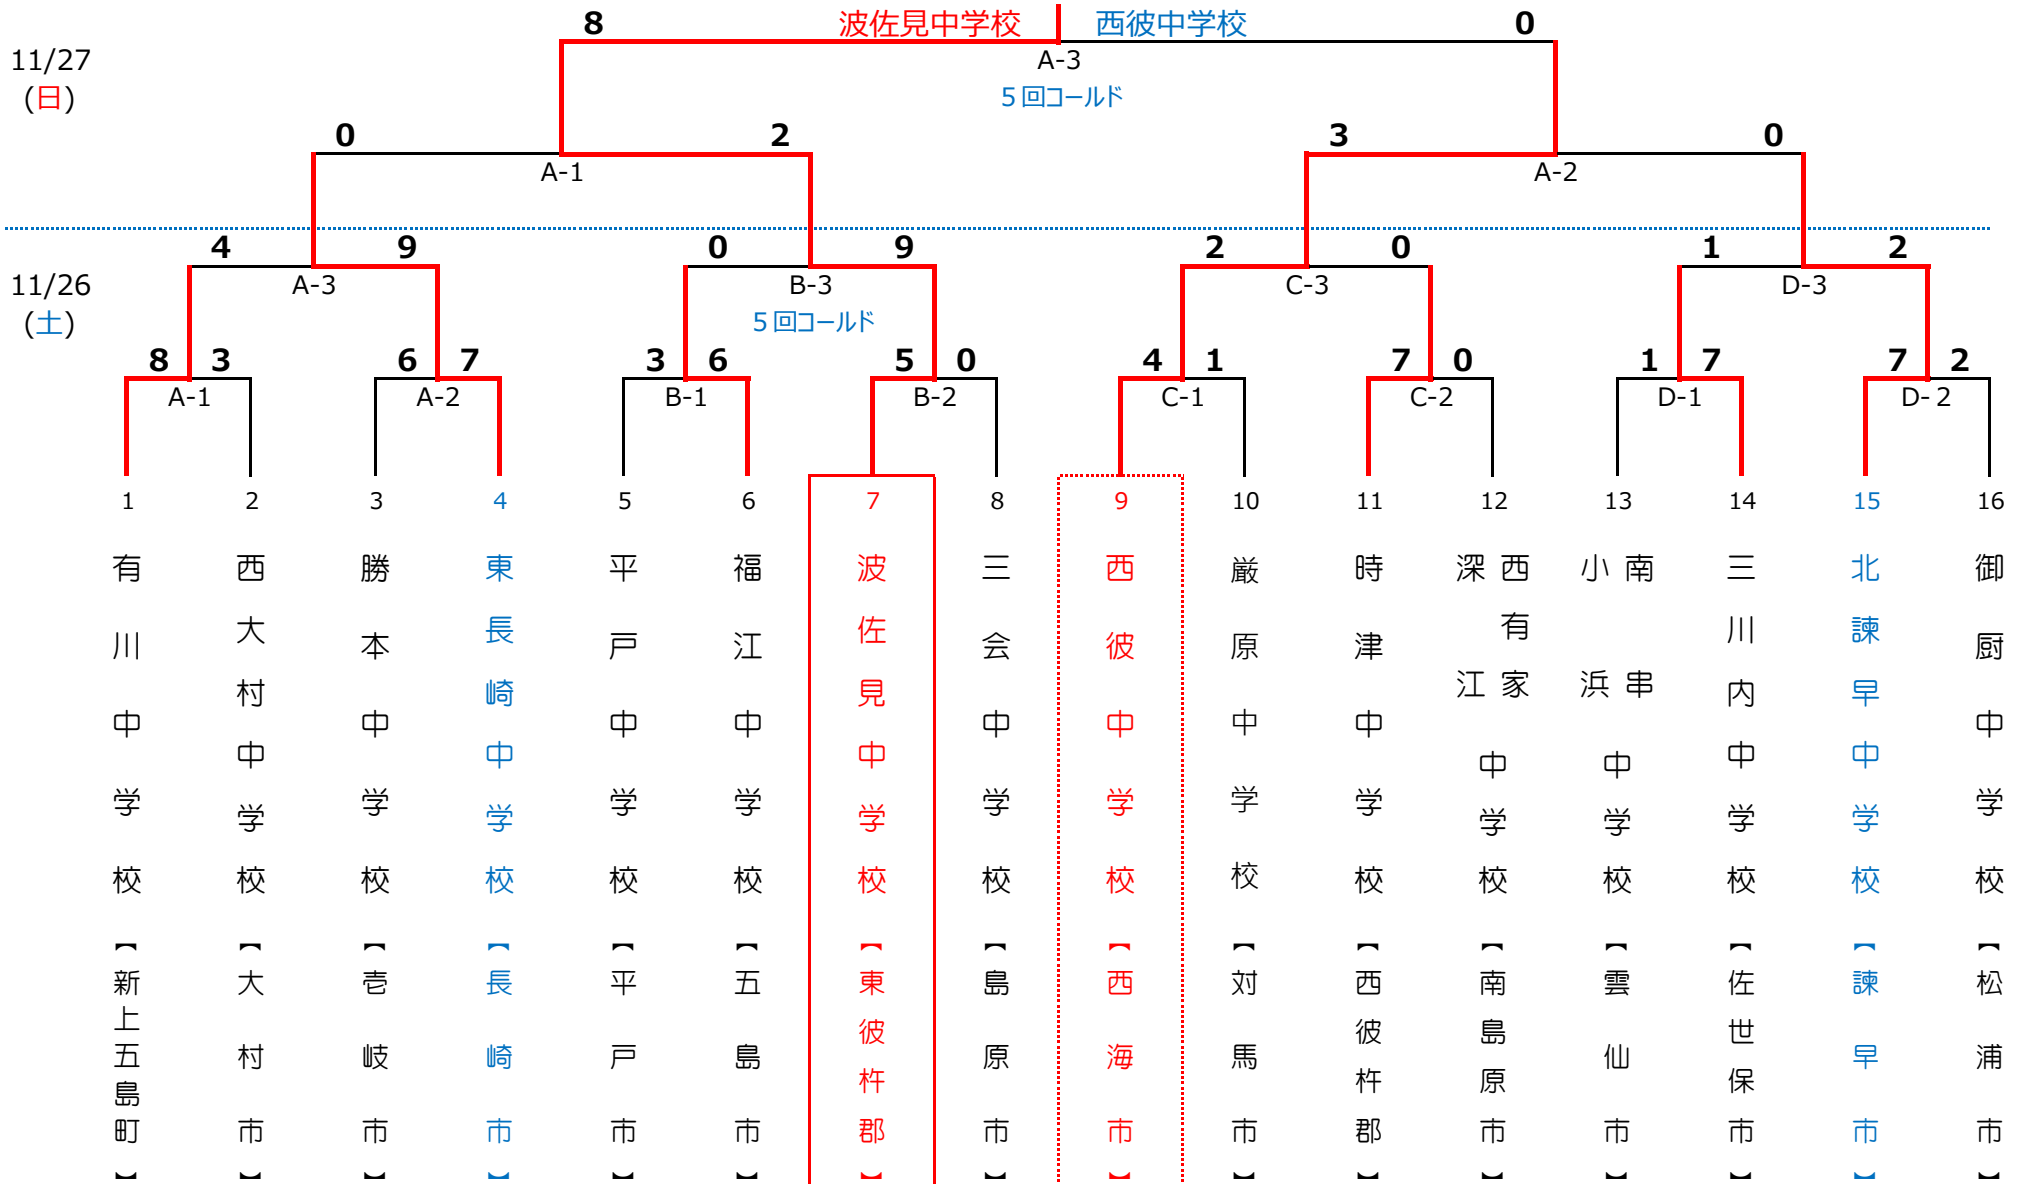 8 波佐見中学校 西彼中学校 0
11/27
(日)
A-3
5回コールド
0 2 3 0
A-1 A-2
4 9 0 9 2 0 1 2
11/26
(土)
A-3 B-3 C-3 D-3
5回コールド
8 3 6 7 3 6 5 0 4 1 7 0 1 7 7 2
A-1 A-2 B-1 B-2 C-1 C-2 D-1 D-2
1 2 3 4 5 6 7 8 9 10 11 12 13 14 15 16
有川中学校【新上五島町】
西大村中学校【大村市】
勝本中学校【壱岐市】
東長崎中学校【長崎市】
平戸中学校【平戸市】
福江中学校【五島市】
波佐見中学校【東彼杵郡】
三会中学校【島原市】
西彼中学校【西海市】
厳原中学校【対馬市】
時津中学校【西彼杵郡】
西有家
深江
中学校【南島原市】
南串
小浜
中学校【雲仙市】
三川内中学校【佐世保市】
北諫早中学校【諫早市】
御厨中学校【松浦市】